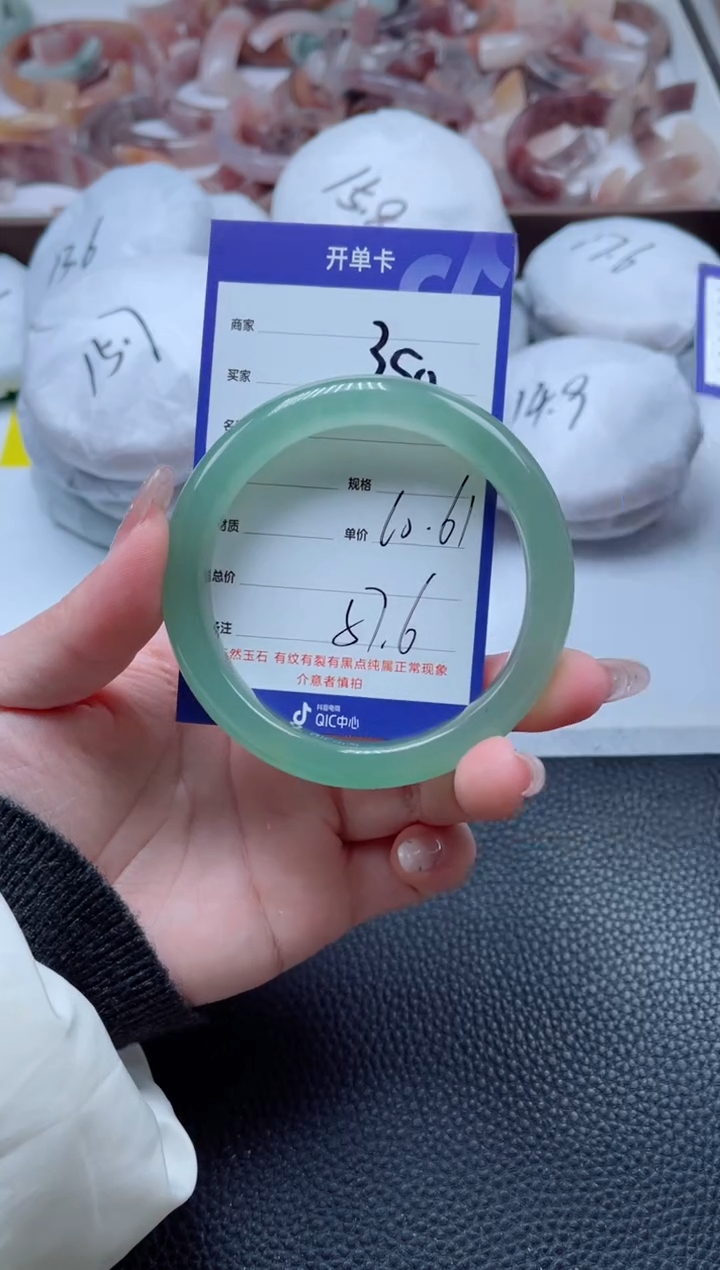 15.8
17.6
17.6
15.7
14.9
开单卡
商家
买家
规格
材质
单价 60.61
总价
87.6
然玉石 有纹有裂有黑点纯属正常现象
介意者慎拍
抖音电商
QIC中心